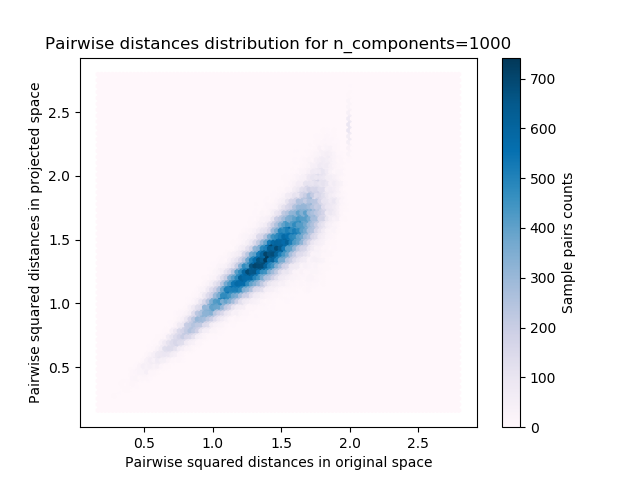 Pairwise distances distribution for n_components=1000
Pairwise squared distances in projected space
2.5
2.0
1.5
1.0
0.5
0.5 1.0 1.5 2.0 2.5
Pairwise squared distances in original space
700
600
500
400
300
200
100
0
Sample pairs counts